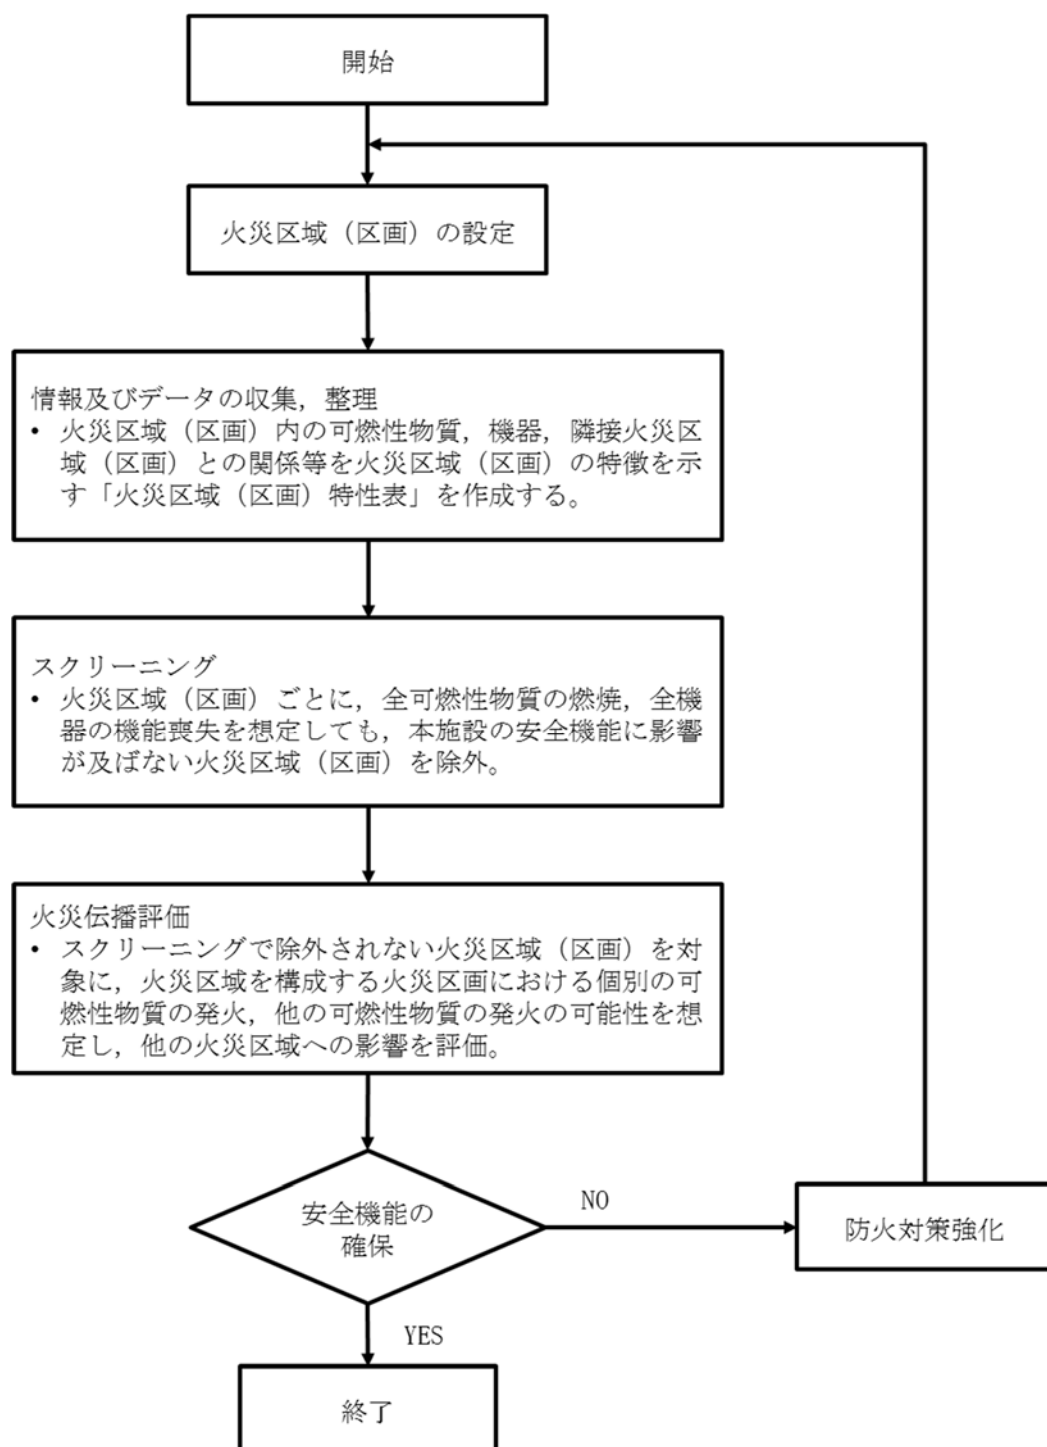 開始
火災区域（区画）の設定
情報及びデータの収集，整理
• 火災区域（区画）内の可燃性物質，機器，隣接火災区
域（区画）との関係等を火災区域（区画）の特徴を示
す「火災区域（区画）特性表」を作成する。
スクリーニング
• 火災区域（区画）ごとに，全可燃性物質の燃焼，全機
器の機能喪失を想定しても，本施設の安全機能に影響
が及ばない火災区域（区画）を除外。
火災伝播評価
• スクリーニングで除外されない火災区域（区画）を対
象に，火災区域を構成する火災区画における個別の可
燃性物質の発火，他の可燃性物質の発火の可能性を想
定し，他の火災区域への影響を評価。
安全機能の
確保
NO
防火対策強化
YES
終了